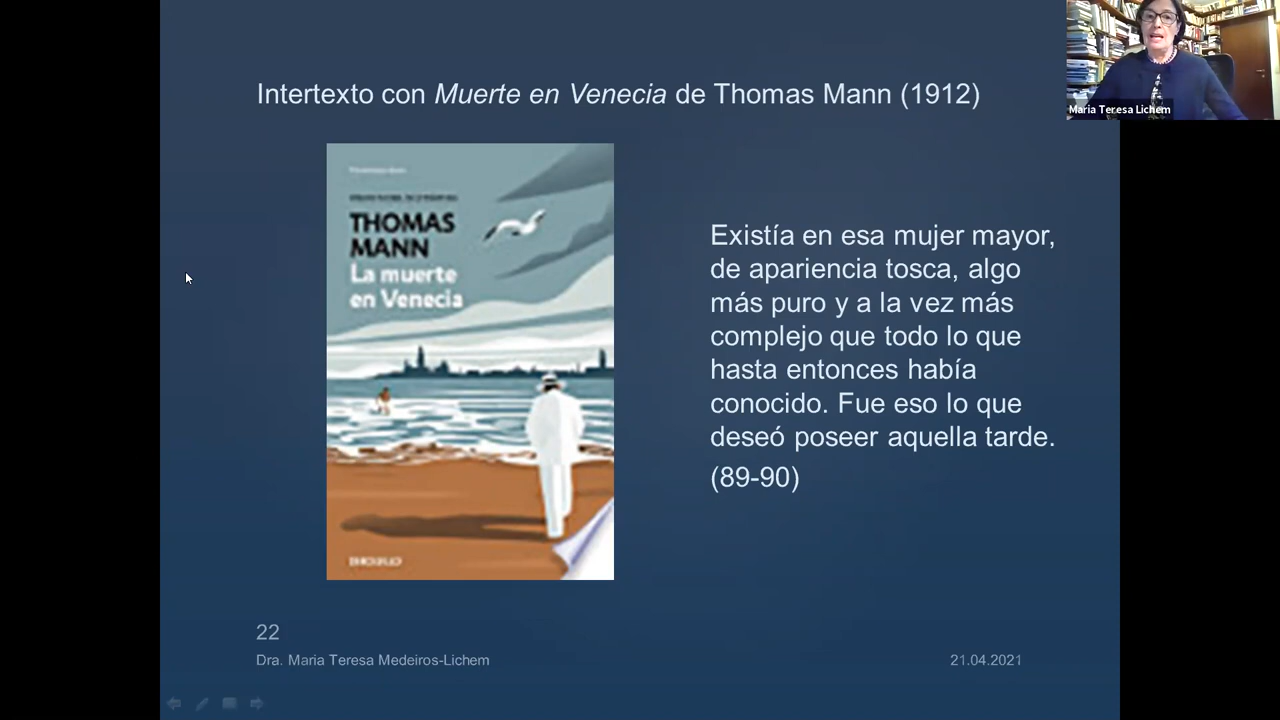 Intertexto con Muerte en Venecia de Thomas Mann (1912)
Maria Teresa Lichem
THOMAS
MANN
La muerte
en Venecia
Existía en esa mujer mayor,
de apariencia tosca, algo
más puro y a la vez más
complejo que todo lo que
hasta entonces había
conocido. Fue eso lo que
deseó poseer aquella tarde.
(89-90)
22
Dra. Maria Teresa Medeiros-Lichem
21.04.2021